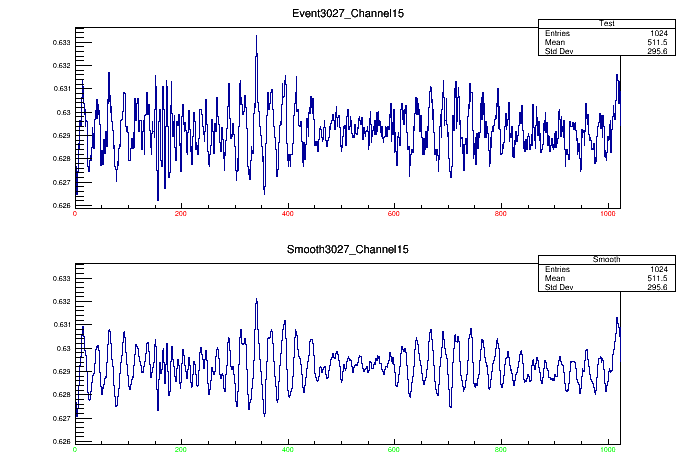 Event3027_Channel15
Test
Entries 1024
Mean 511.5
Std Dev 295.6
0.633
0.632
0.631
0.63
0.629
0.628
0.627
0.626
0 200 400 600 800 1000
Smooth3027_Channel15
Smooth
Entries 1024
Mean 511.5
Std Dev 295.6
0.633
0.632
0.631
0.63
0.629
0.628
0.627
0.626
0 200 400 600 800 1000